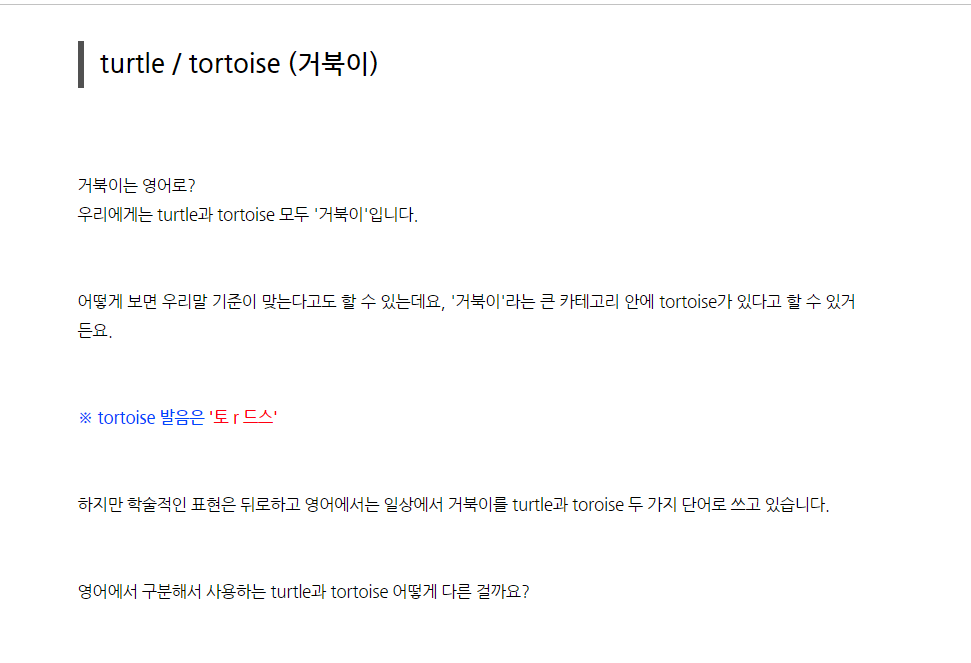 turtle / tortoise (거북이)
거북이는 영어로?
우리에게는 turtle과 tortoise 모두 '거북이'입니다.
어떻게 보면 우리말 기준이 맞는다고도 할 수 있는데요, '거북이'라는 큰 카테고리 안에 tortoise가 있다고 할 수 있거
든요.
※ tortoise 발음은 '토 r 드스'
하지만 학술적인 표현은 뒤로하고 영어에서는 일상에서 거북이를 turtle과 toroise 두 가지 단어로 쓰고 있습니다.
영어에서 구분해서 사용하는 turtle과 tortoise 어떻게 다른 걸까요?